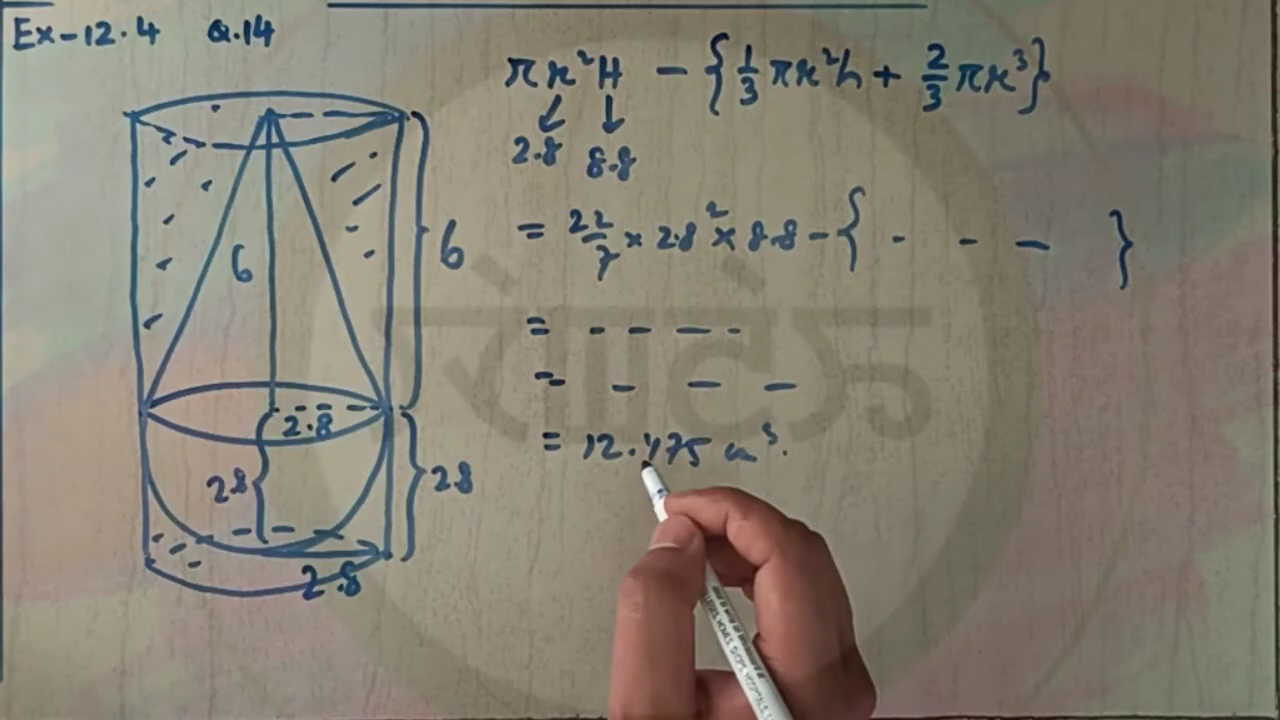 Ex-12.4 Q.14
πr²H - {1/3 πr²h + 2/3 πr³}
2.8 8.8
= 22/7 × 2.8² × 8.8 - { - - - }
= - - - -
= - - -
= 12.475 cm³.
6
6
2.8
2.8
2.8
2.8